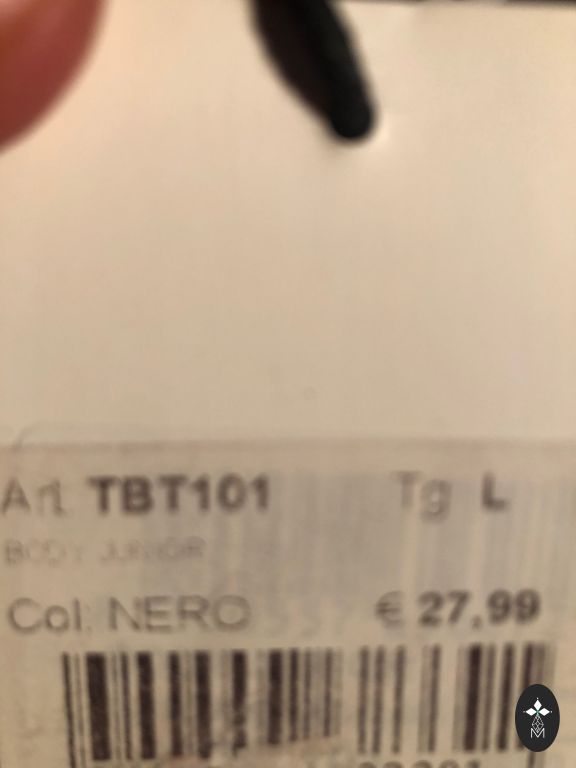 Art. TBT101 Tg L
BODY JUNIOR
Col: NERO € 27,99